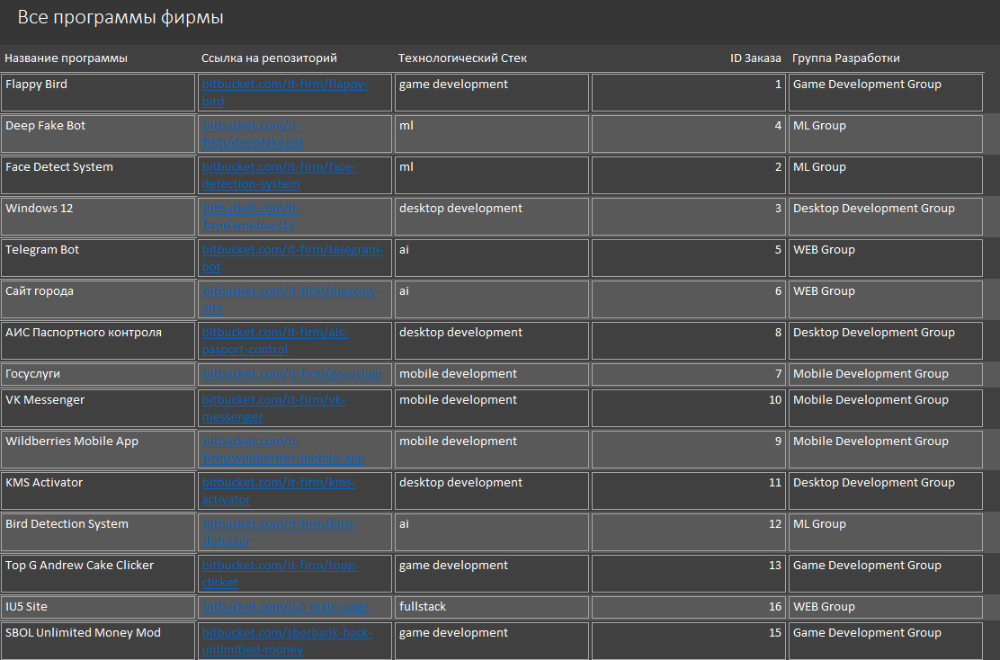 Все программы фирмы
Название программы Ссылка на репозиторий Технологический Стек ID Заказа Группа Разработки
Flappy Bird bitbucket.com/it-firm/flappy- game development 1 Game Development Group
bird
Deep Fake Bot bitbucket.com/it- ml 4 ML Group
firm/deepfakebot
Face Detect System bitbucket.com/it-firm/face- ml 2 ML Group
detection-system
Windows 12 bitbucket.com/it- desktop development 3 Desktop Development Group
firm/windows12
Telegram Bot bitbucket.com/it-firm/telegram- ai 5 WEB Group
bot
Сайт города bitbucket.com/it-firm/moscow- ai 6 WEB Group
site
АИС Паспортного контроля bitbucket.com/it-firm/ais- desktop development 8 Desktop Development Group
pasport-control
Госуслуги bitbucket.com/it-firm/gosuslugi mobile development 7 Mobile Development Group
VK Messenger bitbucket.com/it-firm/vk- mobile development 10 Mobile Development Group
messenger
Wildberries Mobile App bitbucket.com/it- mobile development 9 Mobile Development Group
firm/wildberries-mobile-app
KMS Activator bitbucket.com/it-firm/kms- desktop development 11 Desktop Development Group
activator
Bird Detection System bitbucket.com/it-firm/bird- ai 12 ML Group
detector
Top G Andrew Cake Clicker bitbucket.com/it-firm/topg- game development 13 Game Development Group
clicker
IU5 Site bitbucket.com/iu5-main-page fullstack 16 WEB Group
SBOL Unlimited Money Mod bitbucket.com/sberbank-hack- game development 15 Game Development Group
unlimitied-money